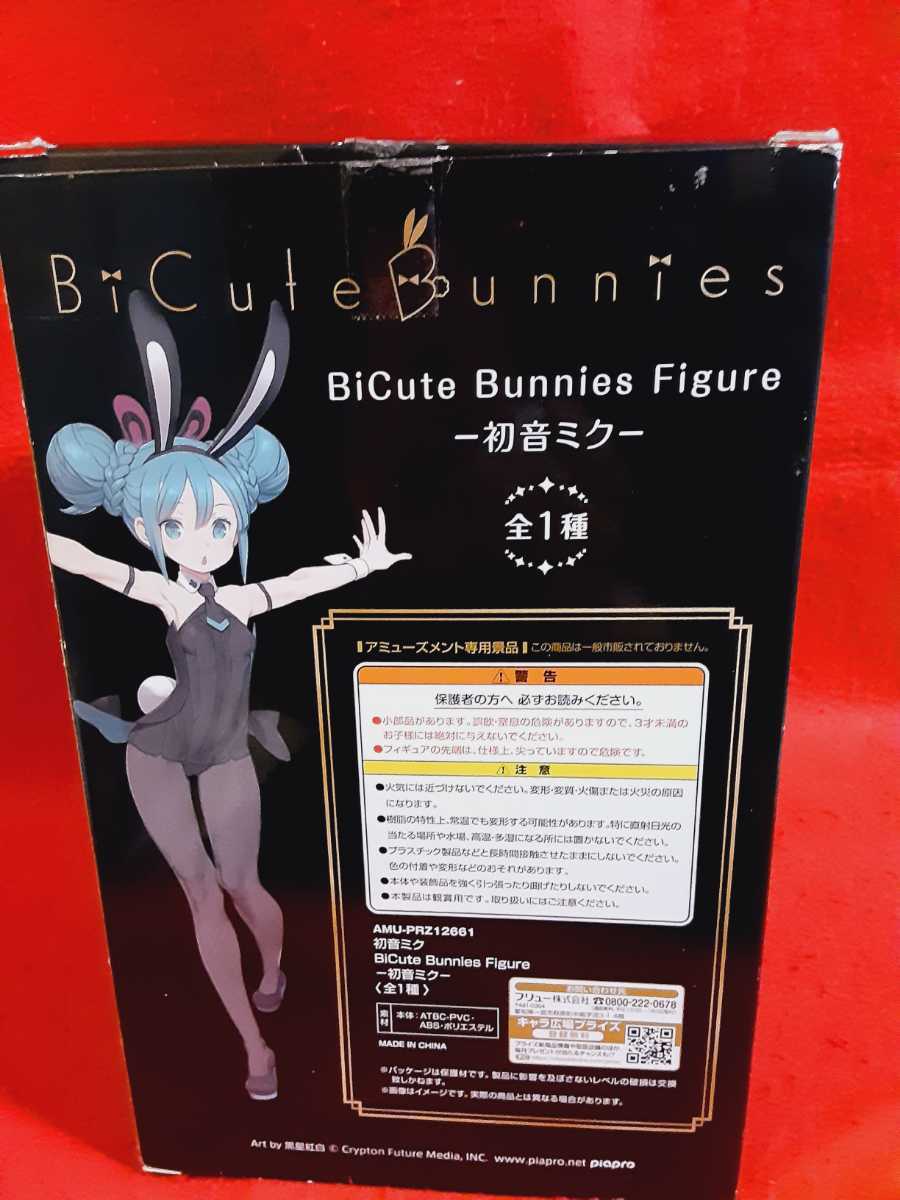 BiCute Bunnies
BiCute Bunnies Figure
ー初音ミクー
全1種
アミューズメント専用景品 この商品は一般市販されておりません。
警告
保護者の方へ 必ずお読みください。
●小部品があります。誤飲・窒息の危険がありますので、3才未満の
お子様には絶対に与えないでください。
●フィギュアの先端は、仕様上、尖っていますので危険です。
注意
●火気には近づけないでください。変形・変質・火傷または火災の原因
になります。
●樹脂の特性上、常温でも変形する可能性があります。特に直射日光の
当たる場所や水場、高温・多湿になる所には置かないでください。
●プラスチック製品などと長時間接触させたままにしないでください。
色の付着や変形などのおそれがあります。
●本体や装飾品を強く引っ張ったり曲げたりしないでください。
●本製品は観賞用です。取り扱いにはご注意ください。
AMU-PRZ12661
初音ミク
BiCute Bunnies Figure
ー初音ミクー
〈全1種〉
素材 本体:ATBC-PVC・
ABS・ポリエステル
MADE IN CHINA
お問い合わせ先
フリュー株式会社 ☎0800-222-0678
キャラ広場プライズ
登録無料
※パッケージは保護材です。製品に影響を及ぼさないレベルの破損は交換
致しかねます。
※画像はイメージです。実際の商品とは異なる場合があります。
Art by 黒星紅白 © Crypton Future Media, INC. www.piapro.net piapro